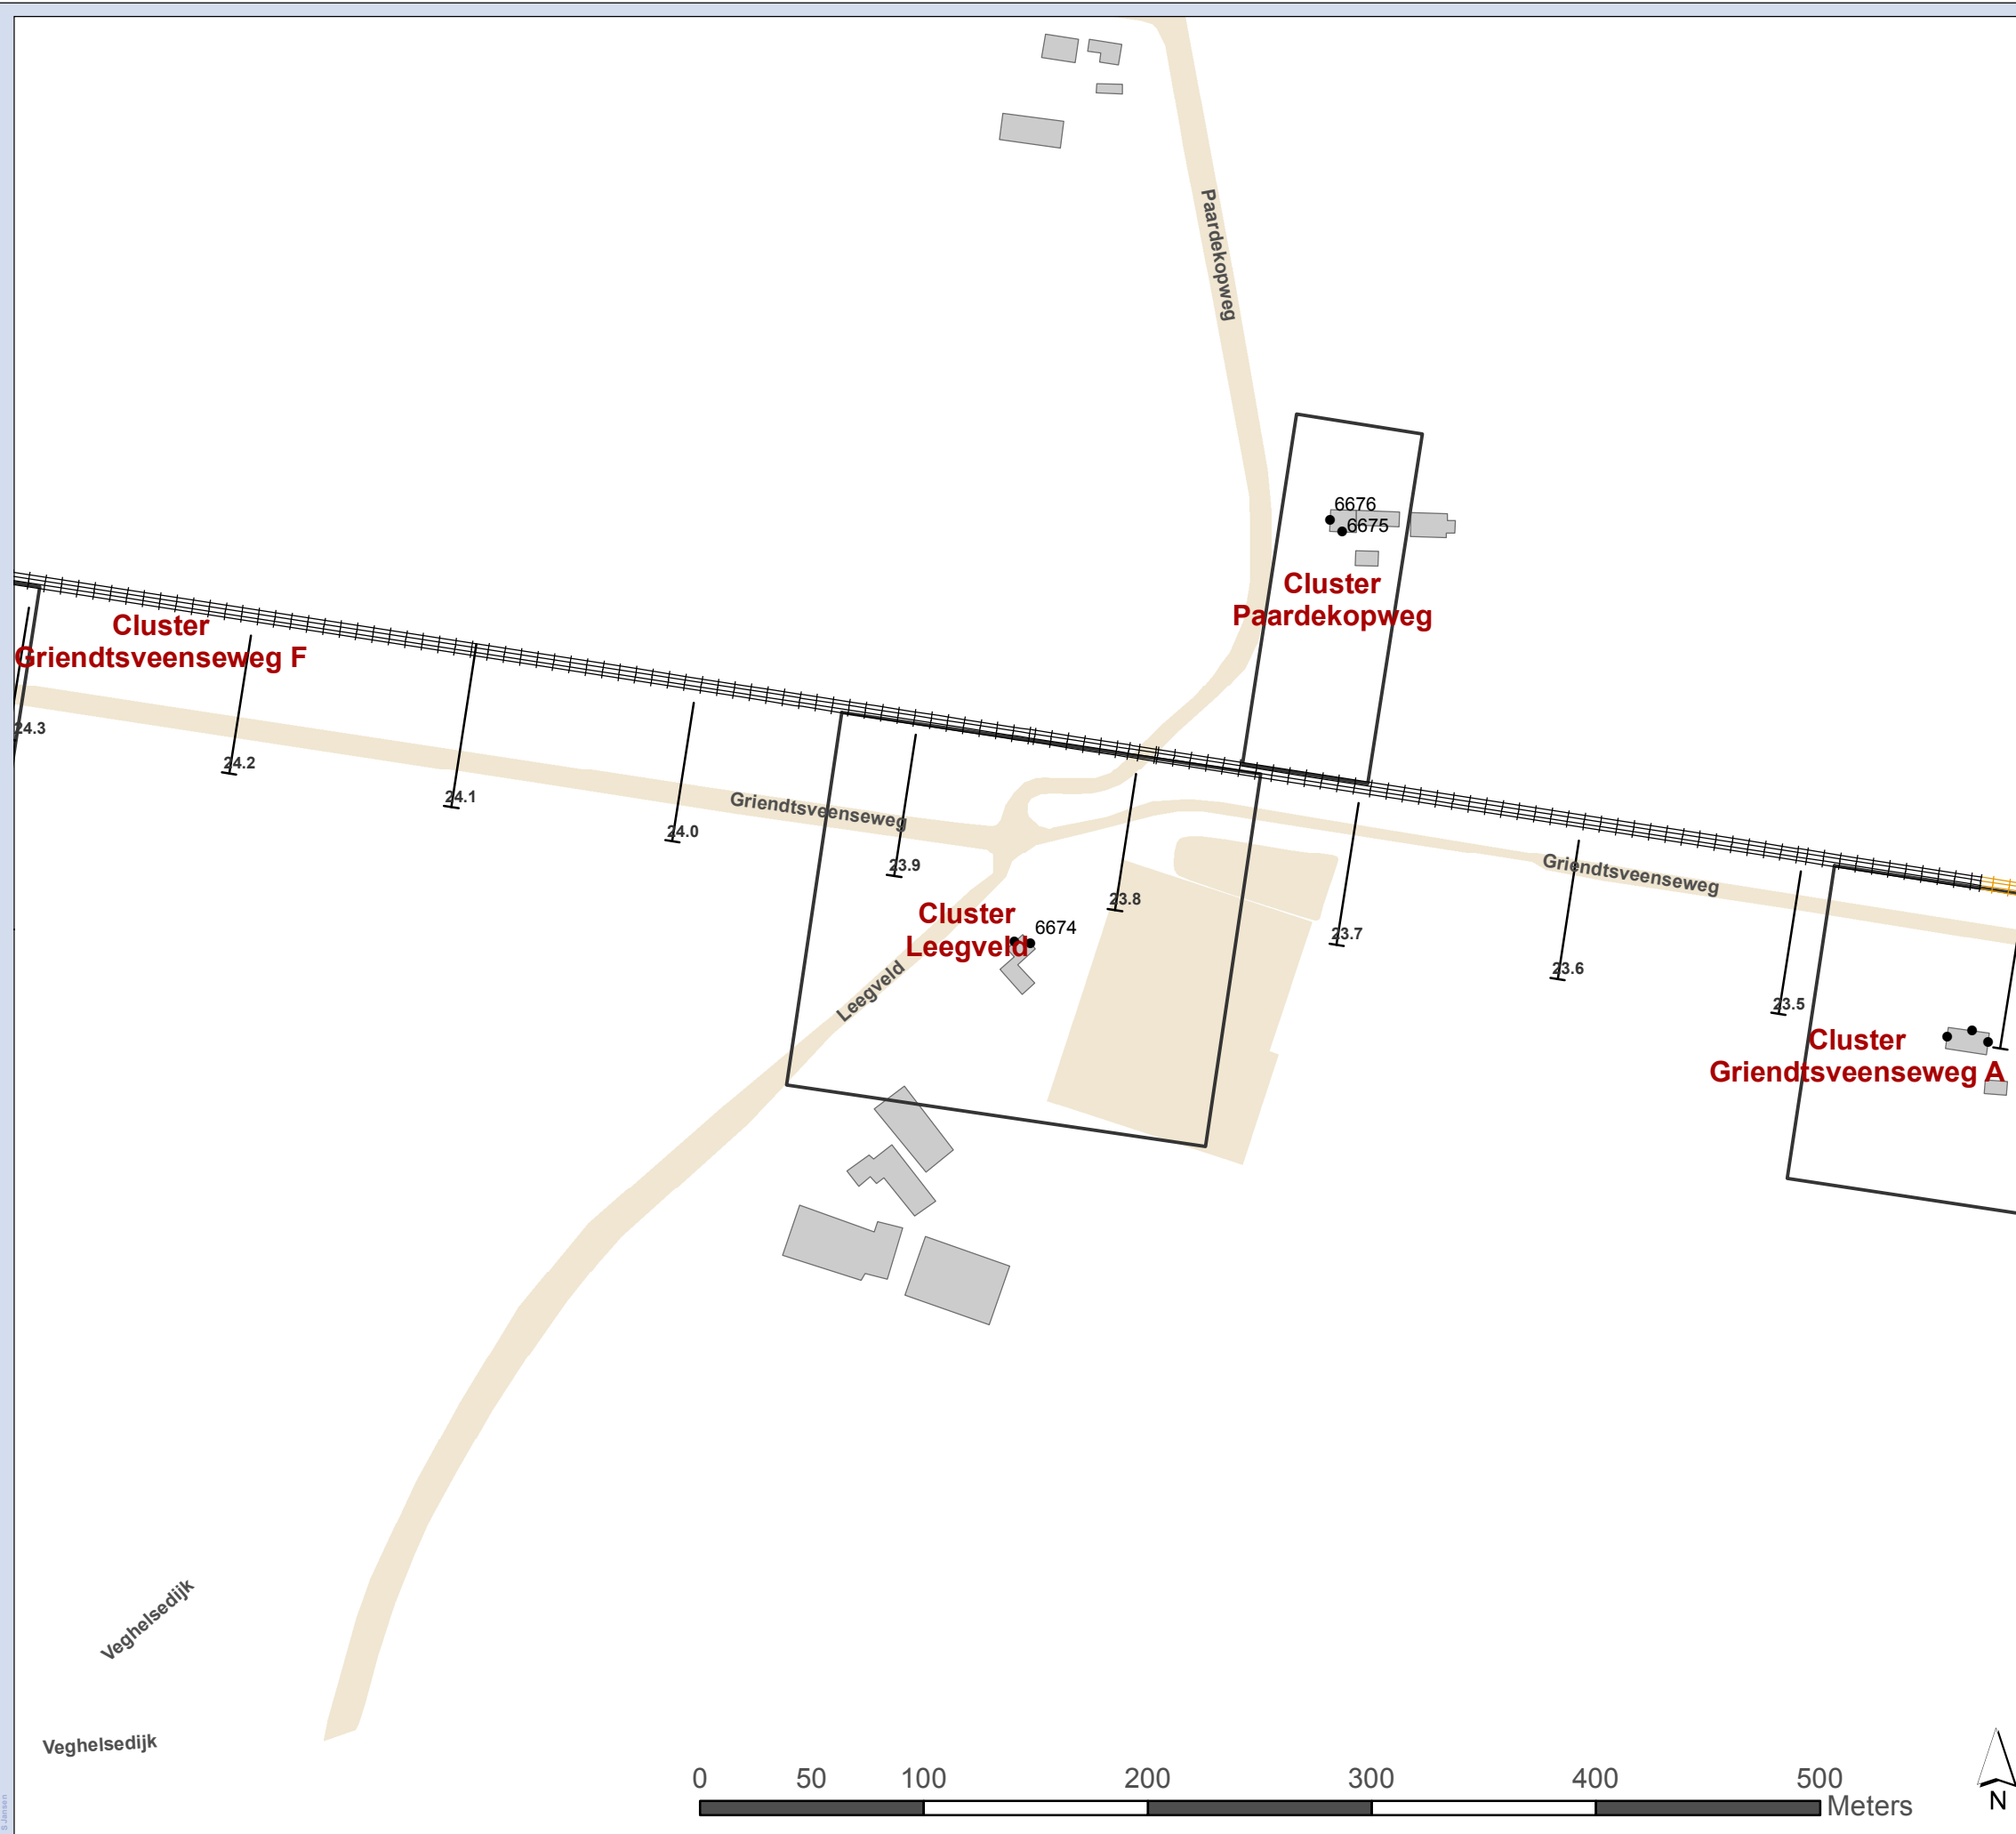 Paardekopweg
6676
6675
Cluster
Paardekopweg
Cluster
Griendtsveenseweg F
24.3
24.2
24.1
24.0
Griendtsveenseweg
23.9
23.8
23.7
23.6
23.5
Griendtsveenseweg
Cluster
Leegveld
6674
Leegveld
Cluster
Griendtsveenseweg A
Veghelsedijk
Veghelsedijk
0 50 100 200 300 400 500
Meters
N
S Jansen